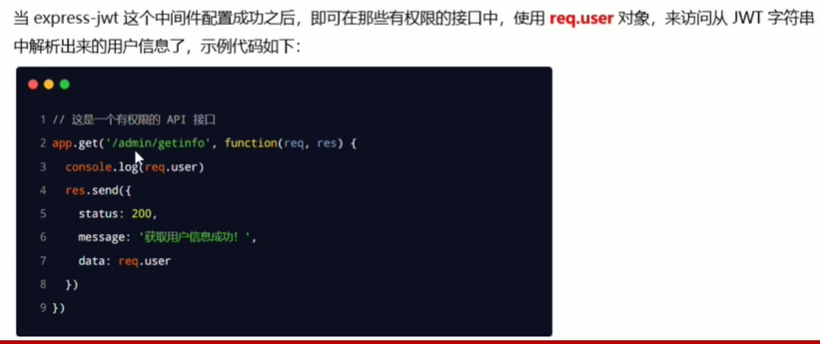 当 express-jwt 这个中间件配置成功之后，即可在那些有权限的接口中，使用 req.user 对象，来访问从 JWT 字符串
中解析出来的用户信息了，示例代码如下：
1 // 这是一个有权限的 API 接口
2 app.get('/admin/getinfo', function(req, res) {
3   console.log(req.user)
4   res.send({
5     status: 200,
6     message: '获取用户信息成功！',
7     data: req.user
8   })
9 })